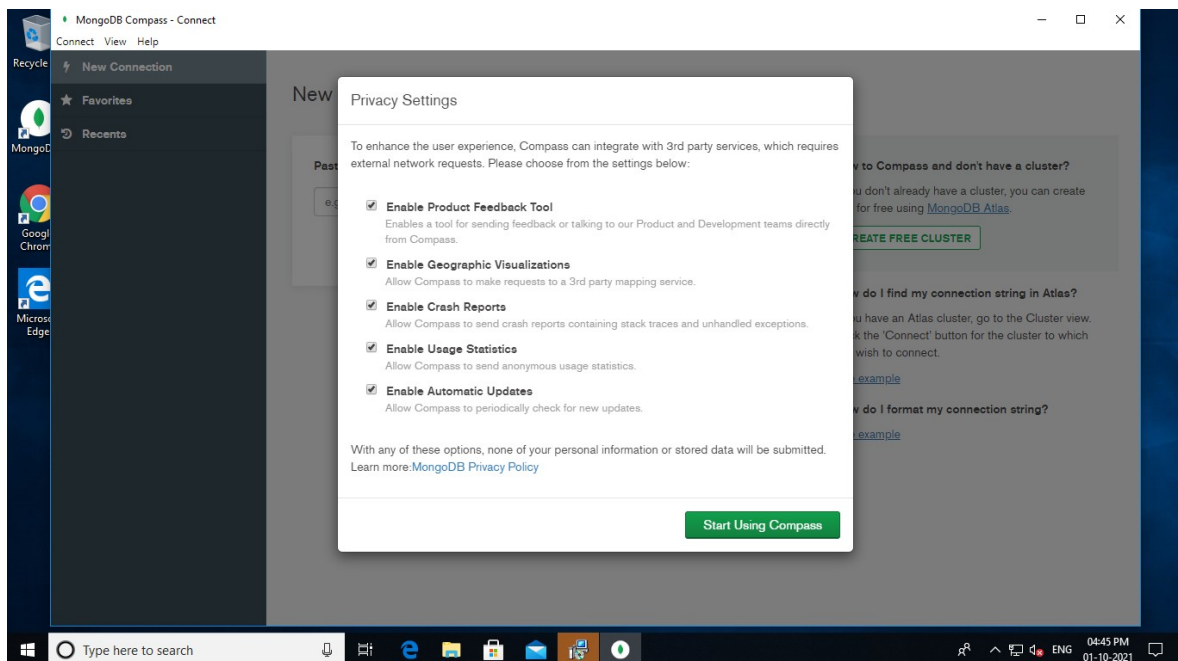 MongoDB Compass - Connect
Connect View Help
Recycle
MongoD
Googl
Chrom
Micros
Edge
New Connection
Favorites
Recents
New
Past
e.g
Privacy Settings
To enhance the user experience, Compass can integrate with 3rd party services, which requires
external network requests. Please choose from the settings below:
Enable Product Feedback Tool
Enables a tool for sending feedback or talking to our Product and Development teams directly
from Compass.
Enable Geographic Visualizations
Allow Compass to make requests to a 3rd party mapping service.
Enable Crash Reports
Allow Compass to send crash reports containing stack traces and unhandled exceptions.
Enable Usage Statistics
Allow Compass to send anonymous usage statistics.
Enable Automatic Updates
Allow Compass to periodically check for new updates.
With any of these options, none of your personal information or stored data will be submitted.
Learn more:MongoDB Privacy Policy
Start Using Compass
v to Compass and don't have a cluster?
u don't already have a cluster, you can create
for free using MongoDB Atlas.
REATE FREE CLUSTER
v do I find my connection string in Atlas?
u have an Atlas cluster, go to the Cluster view.
k the 'Connect' button for the cluster to which
wish to connect.
example
v do I format my connection string?
example
Type here to search
ENG
04:45 PM
01-10-2021